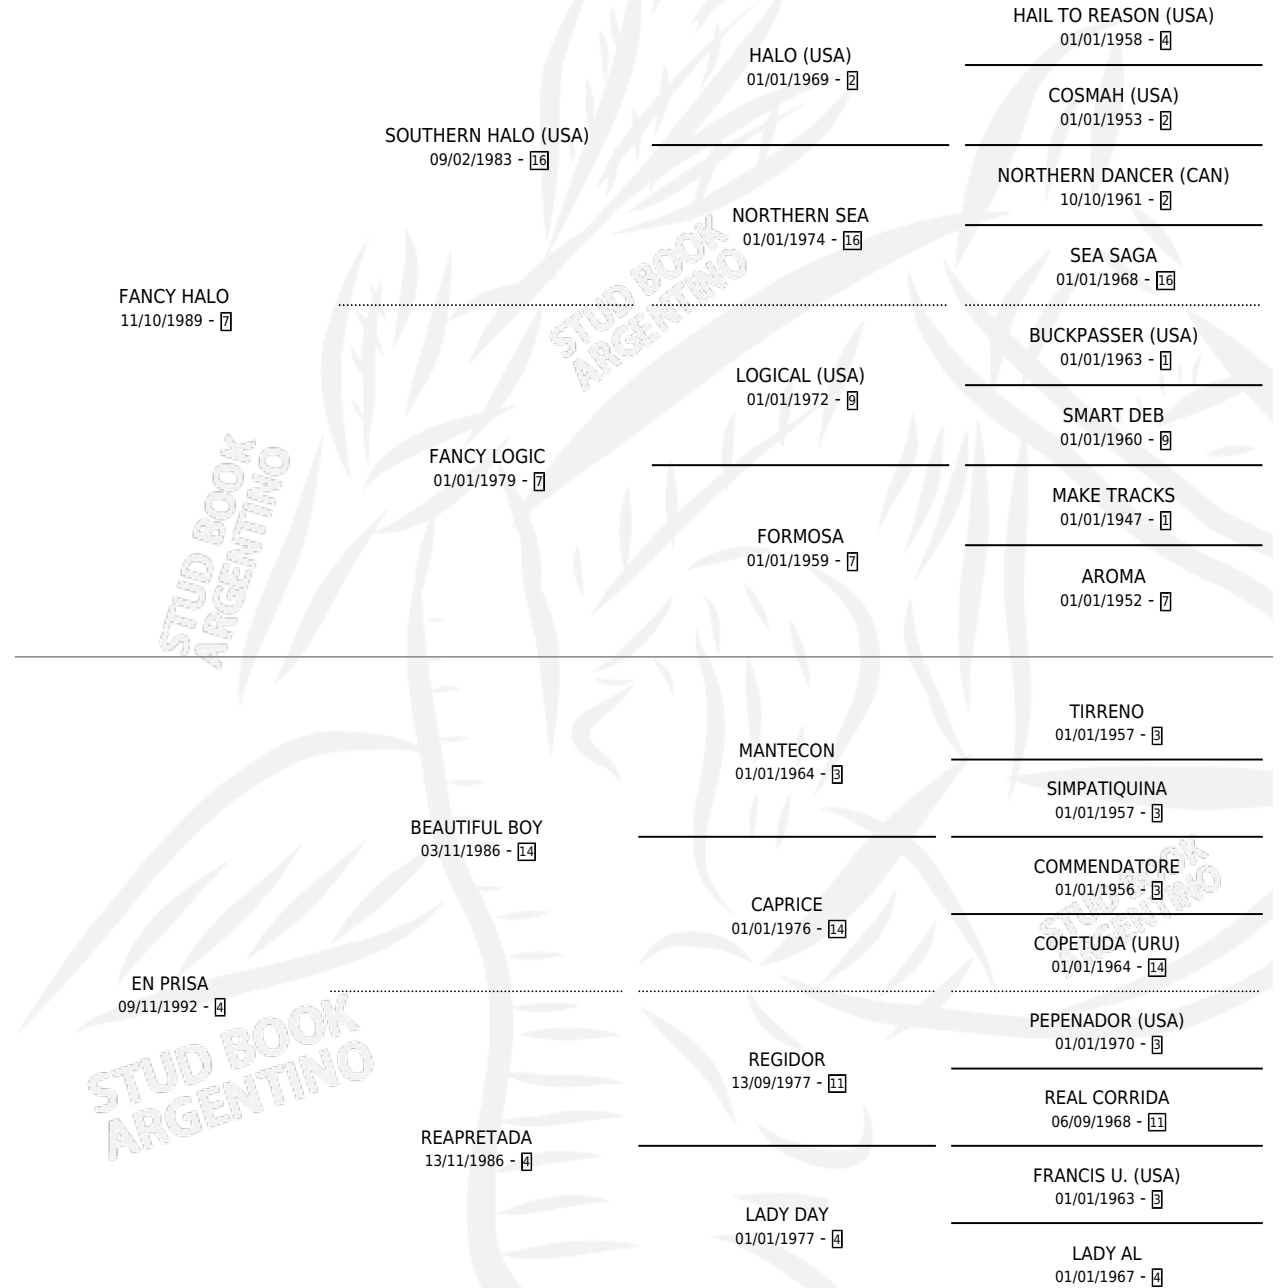 HAIL TO REASON (USA)
01/01/1958 - 4
HALO (USA)
01/01/1969 - 2
COSMAH (USA)
01/01/1953 - 2
SOUTHERN HALO (USA)
09/02/1983 - 16
NORTHERN DANCER (CAN)
10/10/1961 - 2
NORTHERN SEA
01/01/1974 - 16
SEA SAGA
01/01/1968 - 16
FANCY HALO
11/10/1989 - 7
STUD BOOK
ARGENTINO
BUCKPASSER (USA)
01/01/1963 - 1
LOGICAL (USA)
01/01/1972 - 9
SMART DEB
01/01/1960 - 9
FANCY LOGIC
01/01/1979 - 7
MAKE TRACKS
01/01/1947 - 1
FORMOSA
01/01/1959 - 7
AROMA
01/01/1952 - 7
STUD BOOK
ARGENTINO
TIRRENO
01/01/1957 - 3
MANTECON
01/01/1964 - 3
SIMPATIQUINA
01/01/1957 - 3
BEAUTIFUL BOY
03/11/1986 - 14
COMMENDATORE
01/01/1956 - 3
CAPRICE
01/01/1976 - 14
COPETUDA (URU)
01/01/1964 - 14
STUD BOOK
ARGENTINO
EN PRISA
09/11/1992 - 4
PEPENADOR (USA)
01/01/1970 - 3
REGIDOR
13/09/1977 - 11
REAL CORRIDA
06/09/1968 - 11
STUD BOOK
ARGENTINO
REAPRETADA
13/11/1986 - 4
FRANCIS U. (USA)
01/01/1963 - 3
LADY DAY
01/01/1977 - 4
LADY AL
01/01/1967 - 4